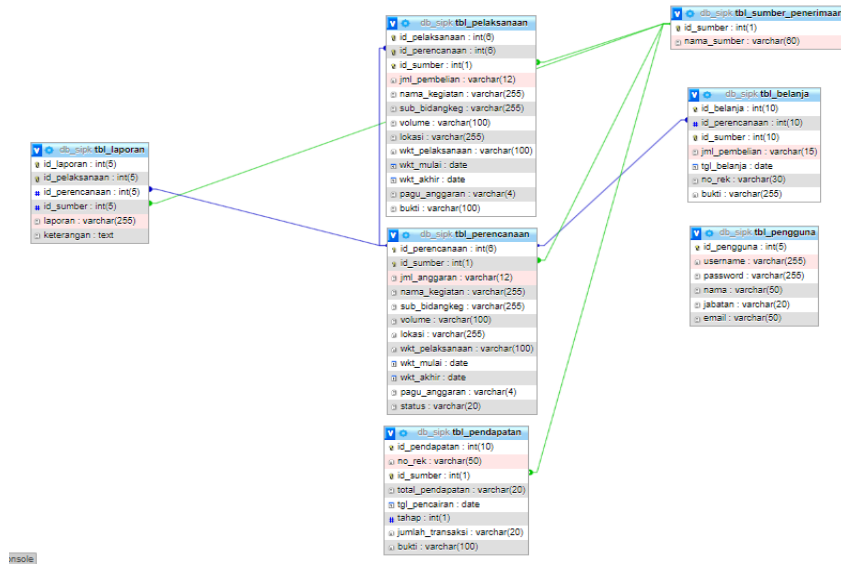 db_sipk.tbl_pelaksanaan
id_pelaksanaan : int(6)
id_perencanaan : int(6)
id_sumber : int(1)
jml_pembelian : varchar(12)
nama_kegiatan : varchar(255)
sub_bidangkeg : varchar(255)
volume : varchar(100)
lokasi : varchar(255)
wkt_pelaksanaan : varchar(100)
wkt_mulai : date
wkt_akhir : date
pagu_anggaran : varchar(4)
bukti : varchar(100)
db_sipk.tbl_sumber_penerimaan
id_sumber : int(1)
nama_sumber : varchar(60)
db_sipk.tbl_belanja
id_belanja : int(10)
id_perencanaan : int(10)
id_sumber : int(10)
jml_pembelian : varchar(15)
tgl_belanja : date
no_rek : varchar(30)
bukti : varchar(255)
db_sipk.tbl_laporan
id_laporan : int(5)
id_pelaksanaan : int(5)
id_perencanaan : int(5)
id_sumber : int(5)
laporan : varchar(255)
keterangan : text
db_sipk.tbl_perencanaan
id_perencanaan : int(6)
id_sumber : int(1)
jml_anggaran : varchar(12)
nama_kegiatan : varchar(255)
sub_bidangkeg : varchar(255)
volume : varchar(100)
lokasi : varchar(255)
wkt_pelaksanaan : varchar(100)
wkt_mulai : date
wkt_akhir : date
pagu_anggaran : varchar(4)
status : varchar(20)
db_sipk.tbl_pengguna
id_pengguna : int(5)
username : varchar(255)
password : varchar(255)
nama : varchar(50)
jabatan : varchar(20)
email : varchar(50)
db_sipk.tbl_pendapatan
id_pendapatan : int(10)
no_rek : varchar(50)
id_sumber : int(1)
total_pendapatan : varchar(20)
tgl_pencairan : date
tahap : int(1)
jumlah_transaksi : varchar(20)
bukti : varchar(100)
onsole